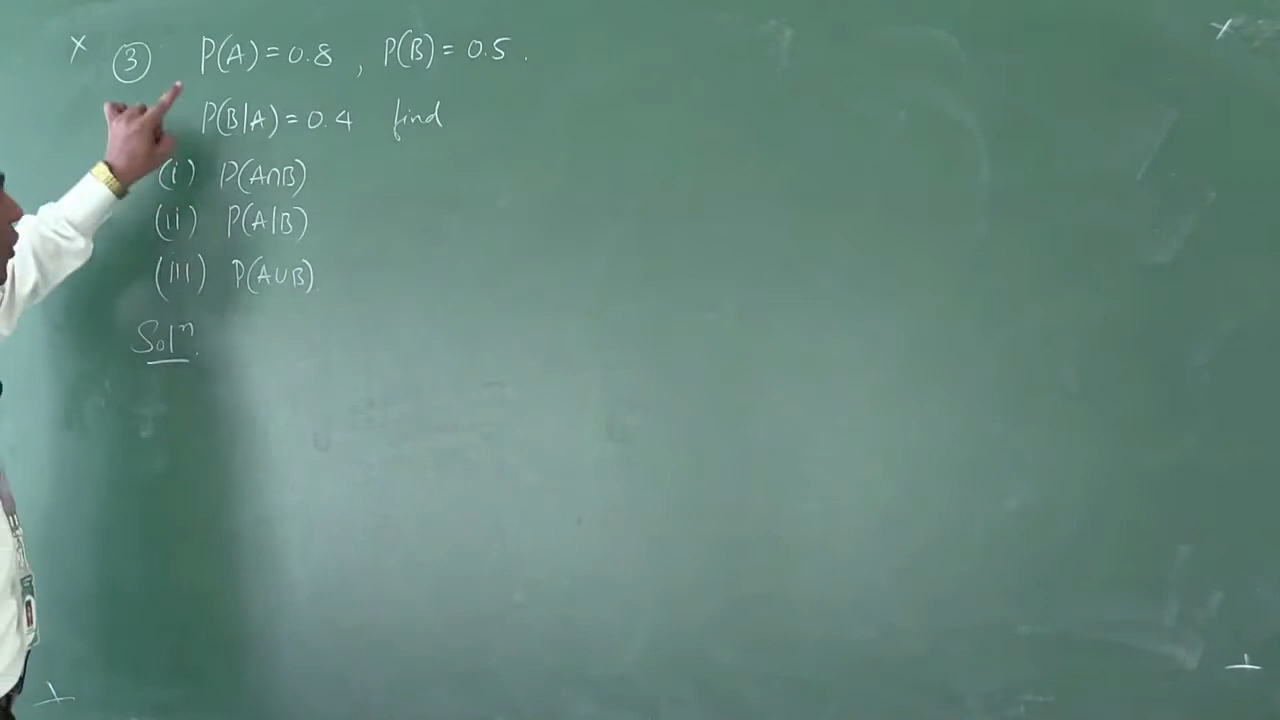 ③ P(A) = 0.8 , P(B) = 0.5 .
P(B|A) = 0.4 find
(i) P(A∩B)
(ii) P(A|B)
(iii) P(A∪B).
Solⁿ.